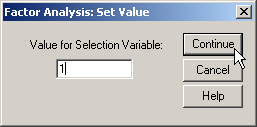 Factor Analysis: Set Value
Value for Selection Variable:
1
Continue
Cancel
Help